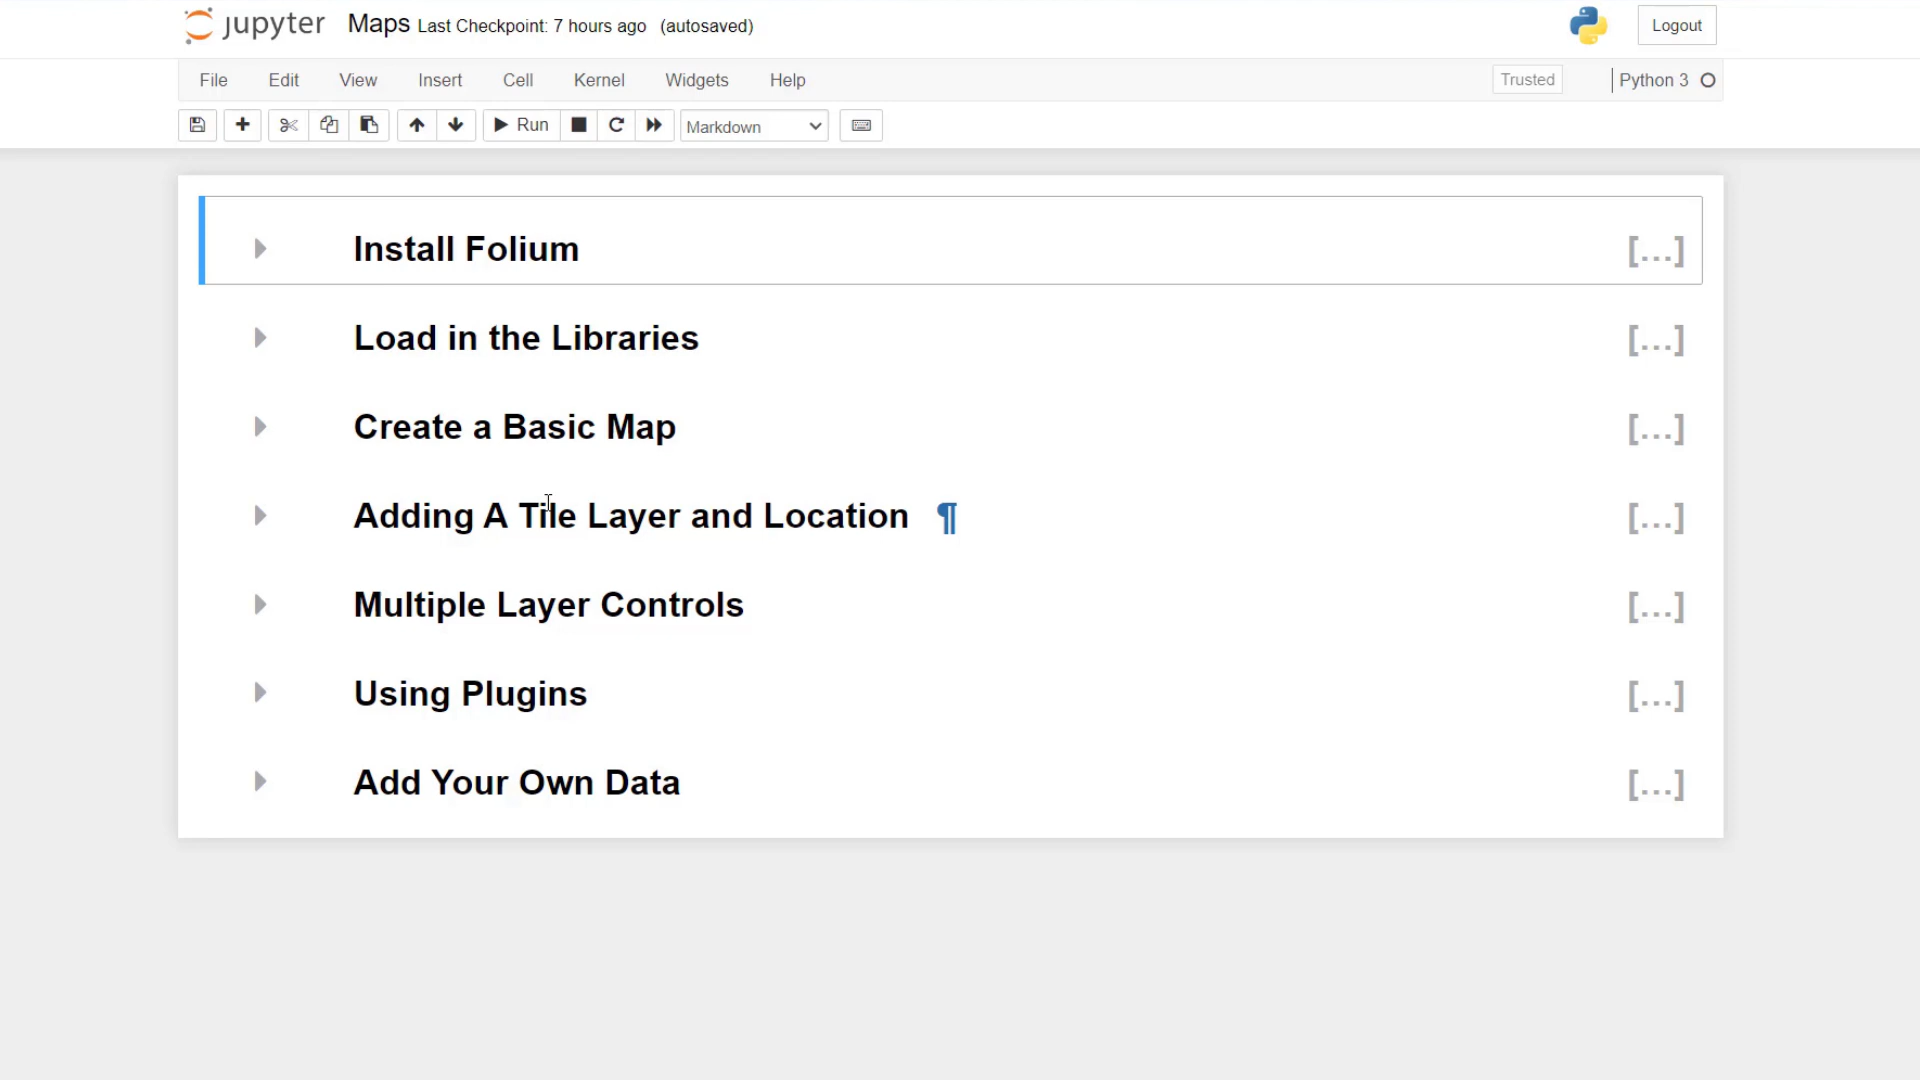 jupyter Maps Last Checkpoint: 7 hours ago (autosaved) Logout
File Edit View Insert Cell Kernel Widgets Help Trusted Python 3
Run Markdown
Install Folium [...]
Load in the Libraries [...]
Create a Basic Map [...]
Adding A Tile Layer and Location ¶ [...]
Multiple Layer Controls [...]
Using Plugins [...]
Add Your Own Data [...]